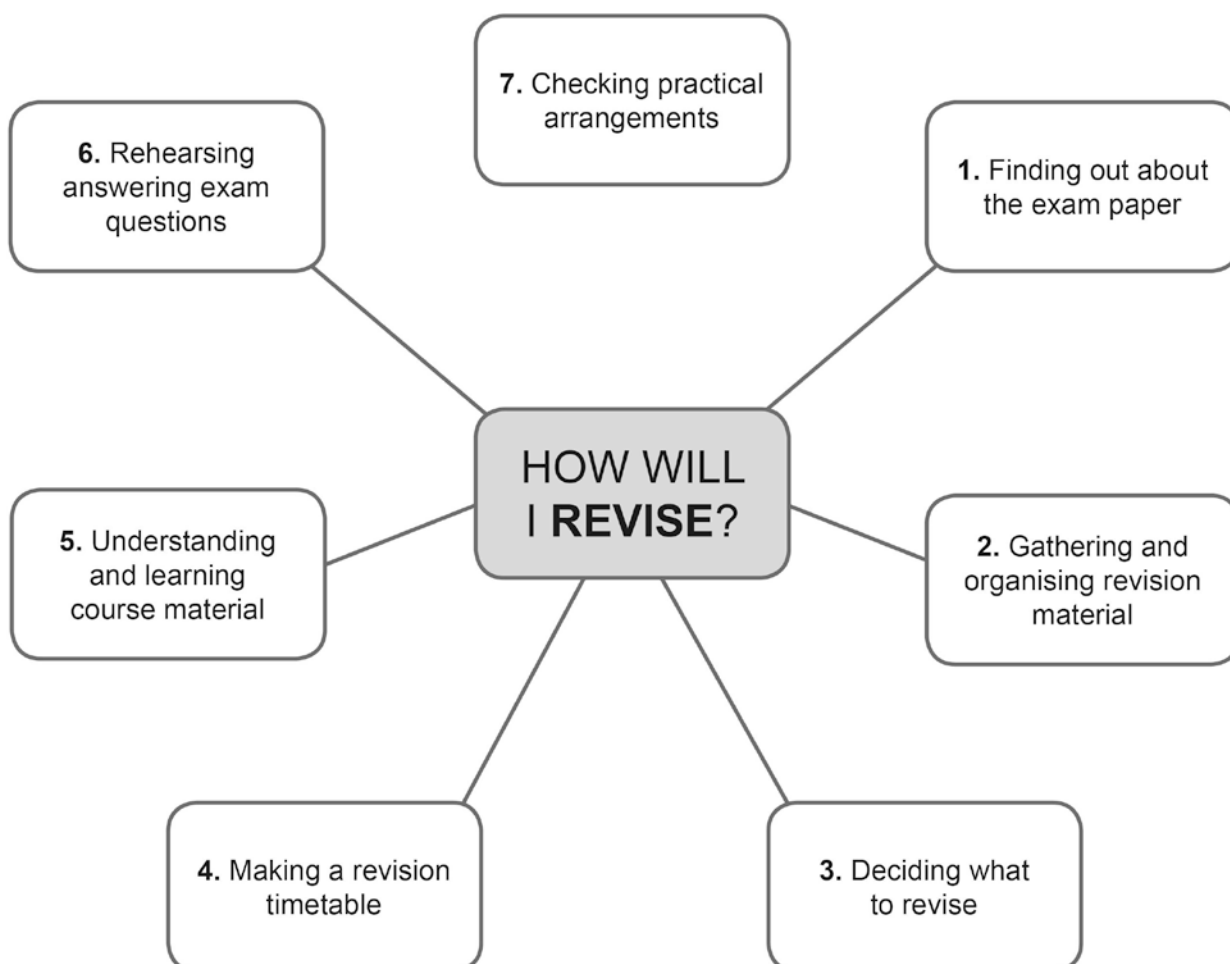 7. Checking practical
arrangements
6. Rehearsing
answering exam
questions
1. Finding out about
the exam paper
HOW WILL
I REVISE?
5. Understanding
and learning
course material
2. Gathering and
organising revision
material
4. Making a revision
timetable
3. Deciding what
to revise